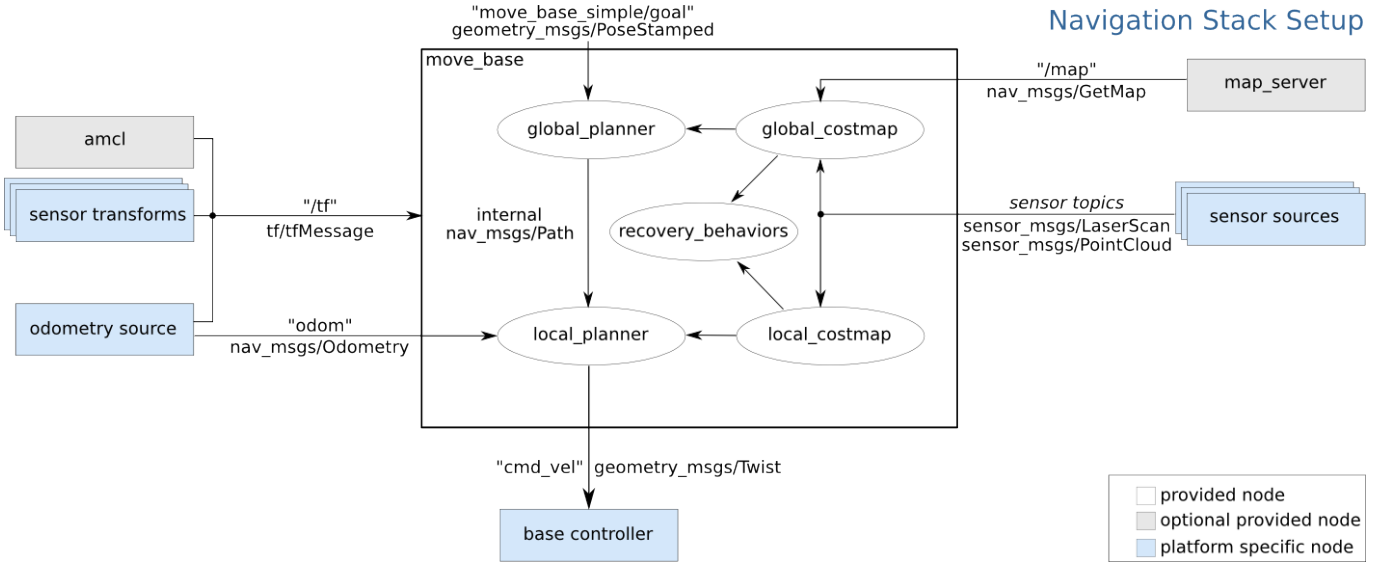 Navigation Stack Setup
"move_base_simple/goal"
geometry_msgs/PoseStamped
move_base
"/map"
nav_msgs/GetMap
map_server
global_planner
global_costmap
amcl
sensor transforms
"/tf"
tf/tfMessage
internal
nav_msgs/Path
recovery_behaviors
sensor topics
sensor_msgs/LaserScan
sensor_msgs/PointCloud
sensor sources
odometry source
"odom"
nav_msgs/Odometry
local_planner
local_costmap
"cmd_vel" geometry_msgs/Twist
base controller
provided node
optional provided node
platform specific node